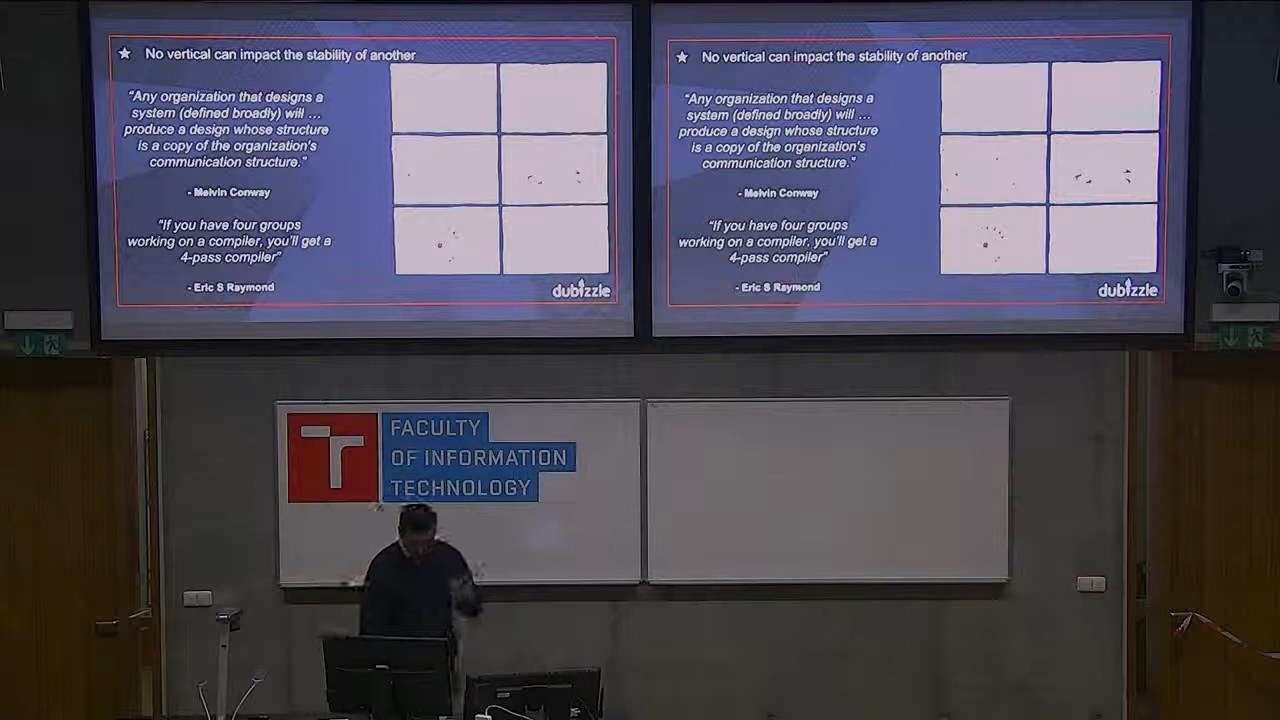 No vertical can impact the stability of another
"Any organization that designs a
system (defined broadly) will ...
produce a design whose structure
is a copy of the organization's
communication structure."
- Melvin Conway
"If you have four groups
working on a compiler, you'll get a
4-pass compiler"
- Eric S Raymond
dubizzle
No vertical can impact the stability of another
"Any organization that designs a
system (defined broadly) will ...
produce a design whose structure
is a copy of the organization's
communication structure."
- Melvin Conway
"If you have four groups
working on a compiler, you'll get a
4-pass compiler"
- Eric S Raymond
dubizzle
FACULTY
OF INFORMATION
TECHNOLOGY